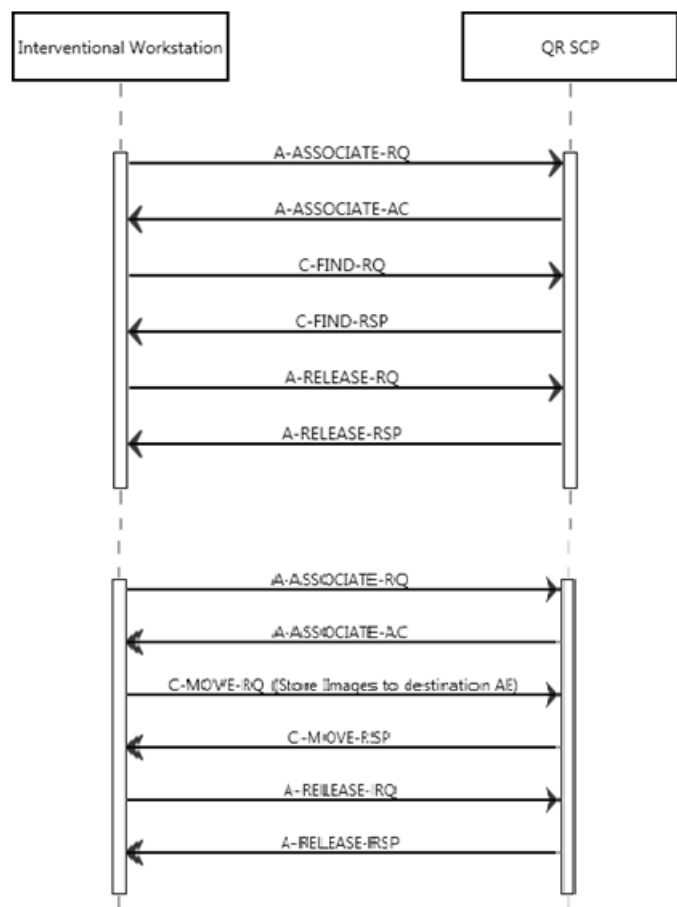 Interventional Workstation
QR SCP
A-ASSOCIATE-RQ
A-ASSOCIATE-AC
C-FIND-RQ
C-FIND-RSP
A-RELEASE-RQ
A-RELEASE-RSP
A-ASSOCIATE-RQ
A-ASSOCIATE-AC
C-MOVE-RQ (Store Images to destination AE)
C-MOVE-RSP
A-RELEASE-RQ
A-RELEASE-RSP